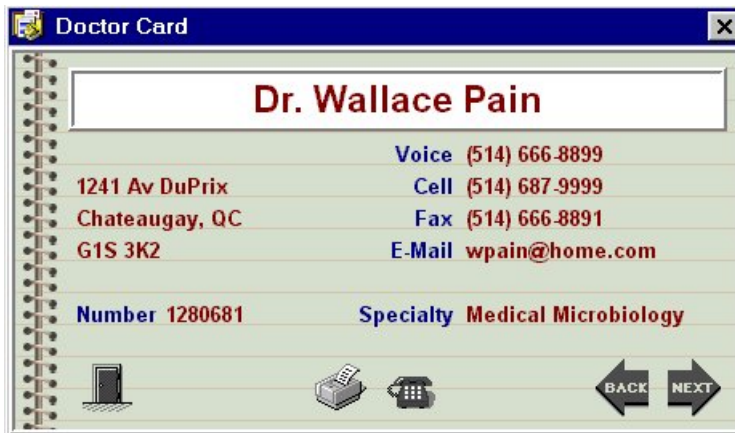 Doctor Card
Dr. Wallace Pain
Voice (514) 666-8899
1241 Av DuPrix Cell (514) 687-9999
Chateaugay, QC Fax (514) 666-8891
G1S 3K2 E-Mail wpain@home.com
Number 1280681 Specialty Medical Microbiology
BACK NEXT